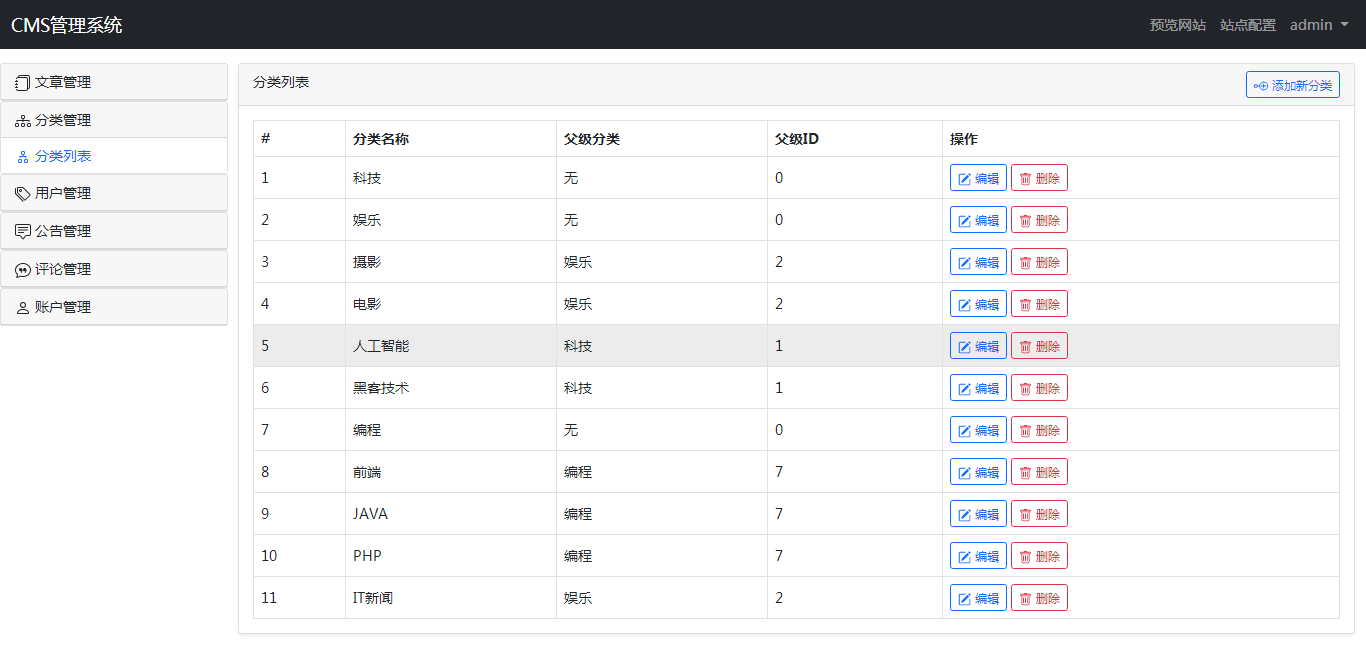 CMS管理系统
预览网站 站点配置 admin
文章管理
分类管理
分类列表
用户管理
公告管理
评论管理
账户管理
分类列表 添加新分类
# 分类名称 父级分类 父级ID 操作
1 科技 无 0 编辑 删除
2 娱乐 无 0 编辑 删除
3 摄影 娱乐 2 编辑 删除
4 电影 娱乐 2 编辑 删除
5 人工智能 科技 1 编辑 删除
6 黑客技术 科技 1 编辑 删除
7 编程 无 0 编辑 删除
8 前端 编程 7 编辑 删除
9 JAVA 编程 7 编辑 删除
10 PHP 编程 7 编辑 删除
11 IT新闻 娱乐 2 编辑 删除